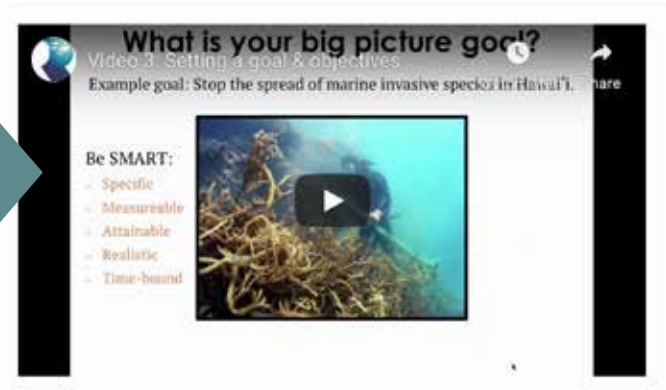 What is your big picture goal?
Video 3: Setting a goal & objectives
Example goal: Stop the spread of marine invasive species in Hawai'i.
hare
Be SMART:
- Specific
- Measureable
- Attainable
- Realistic
- Time-bound